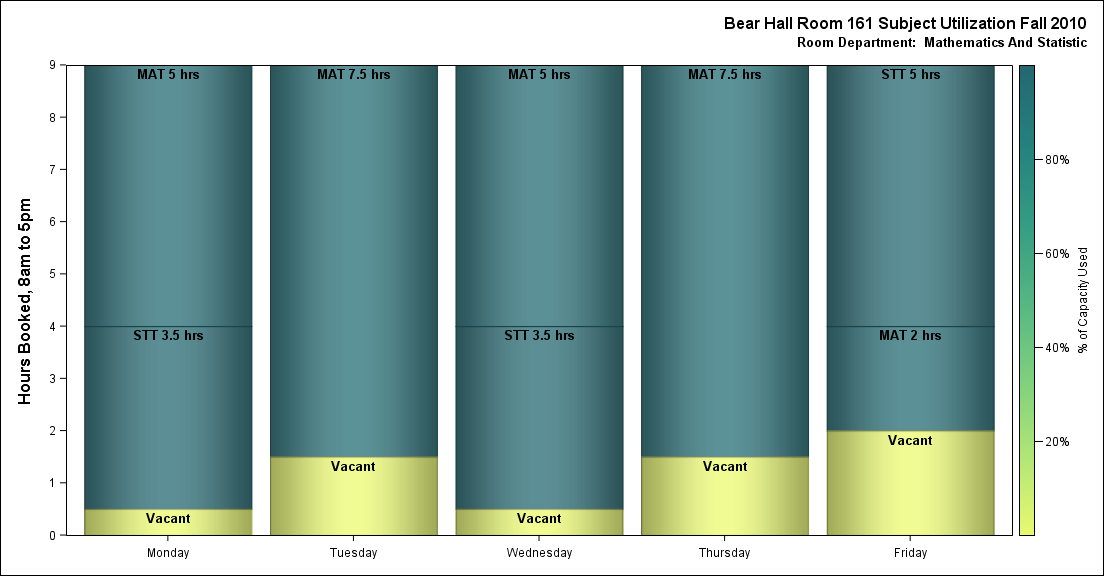 Bear Hall Room 161 Subject Utilization Fall 2010
Room Department: Mathematics And Statistic
Hours Booked, 8am to 5pm
9
8
7
6
5
4
3
2
1
0
MAT 5 hrs
STT 3.5 hrs
Vacant
MAT 7.5 hrs
Vacant
MAT 5 hrs
STT 3.5 hrs
Vacant
MAT 7.5 hrs
Vacant
STT 5 hrs
MAT 2 hrs
Vacant
Monday
Tuesday
Wednesday
Thursday
Friday
80%
60%
40%
20%
% of Capacity Used